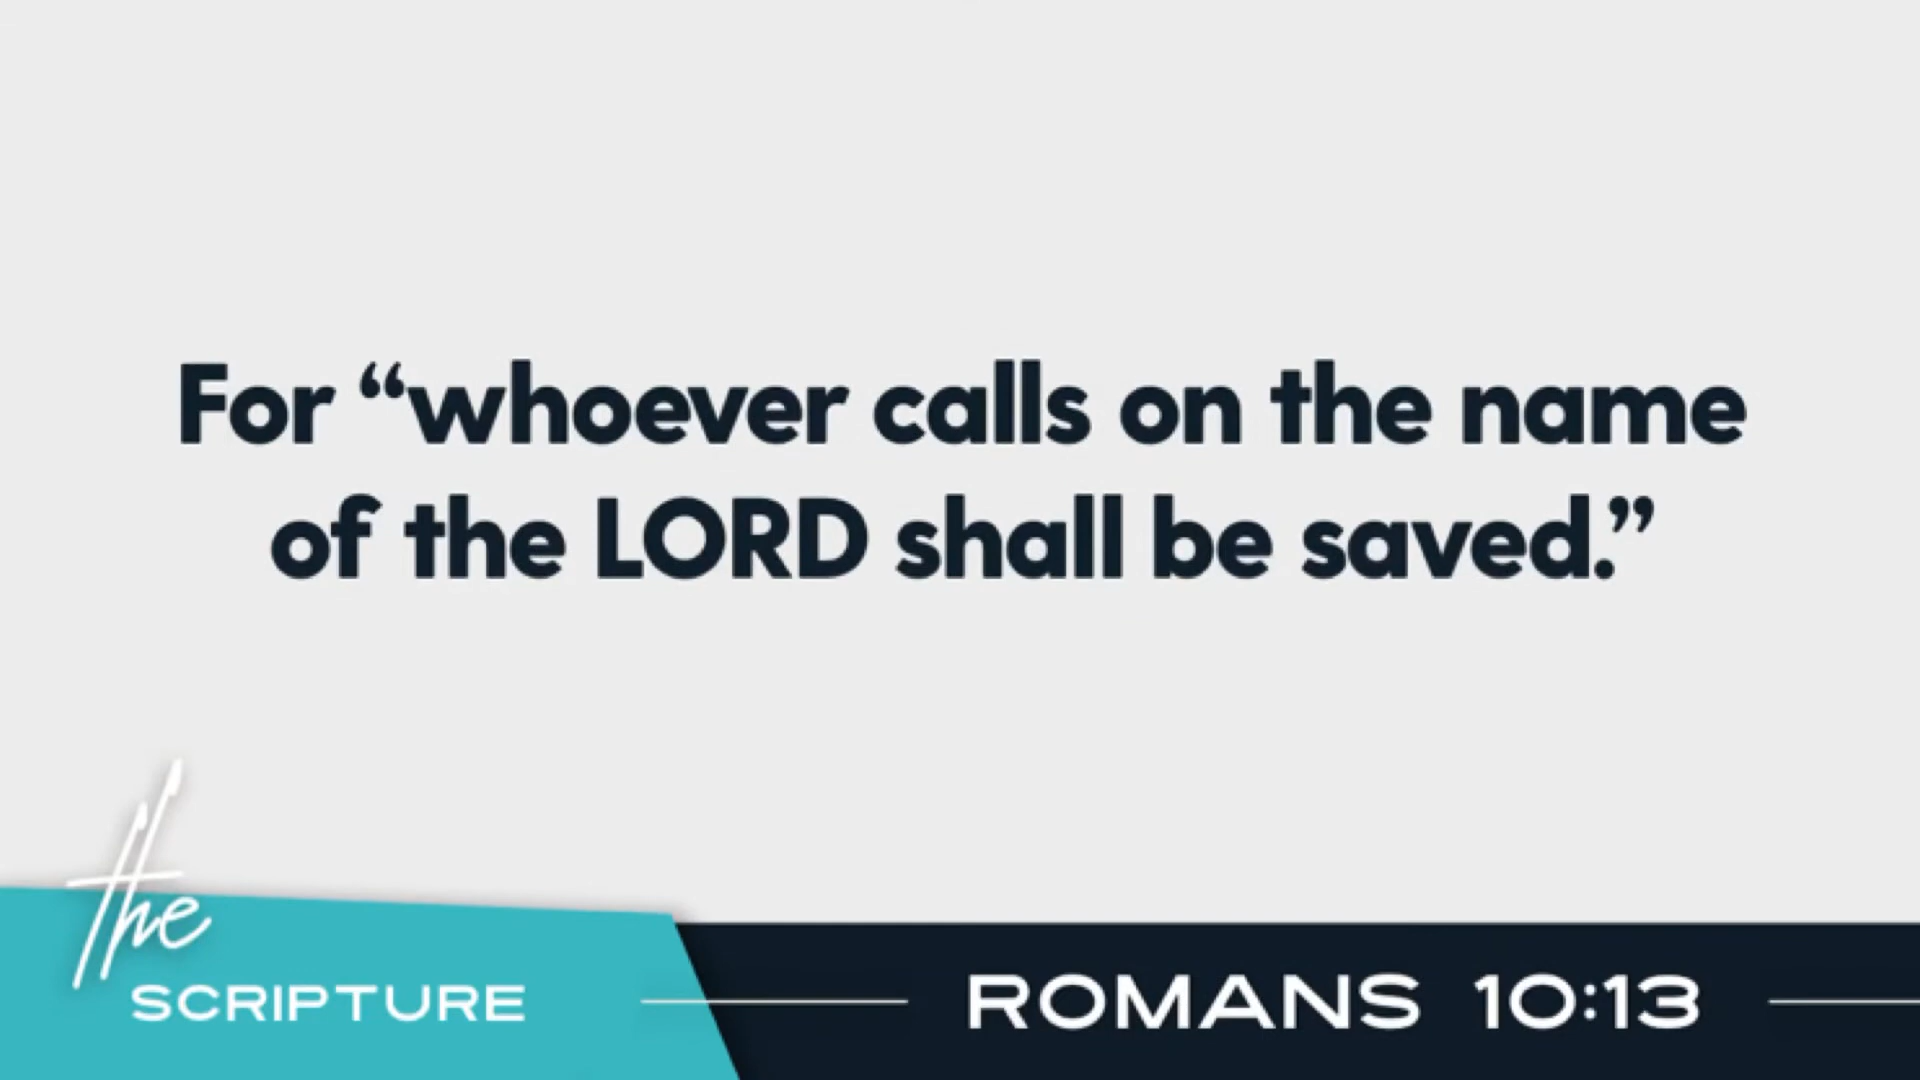 For “whoever calls on the name
of the LORD shall be saved.”
the
SCRIPTURE
ROMANS 10:13